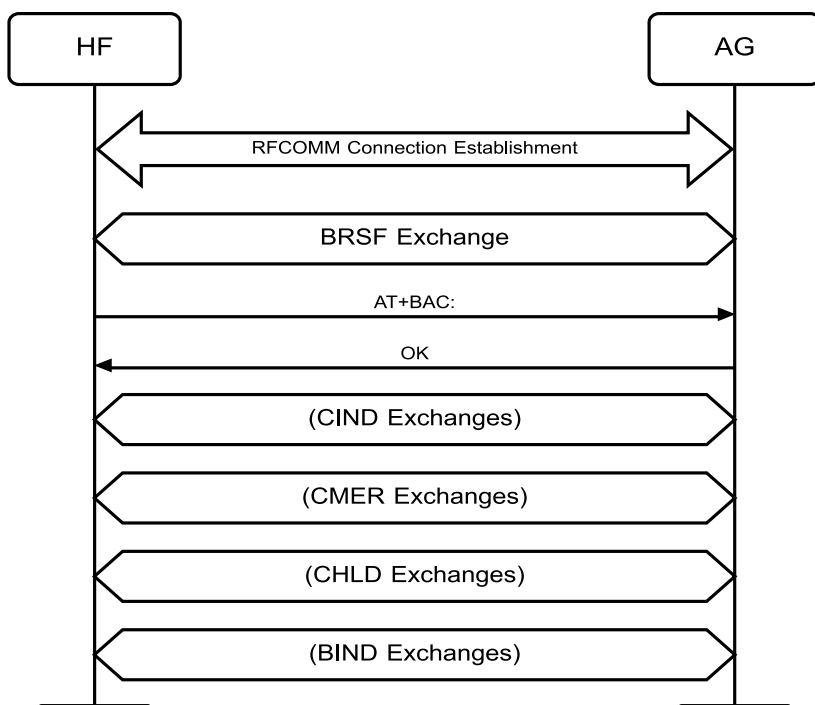 HF
AG
RFCOMM Connection Establishment
BRSF Exchange
AT+BAC:
OK
(CIND Exchanges)
(CMER Exchanges)
(CHLD Exchanges)
(BIND Exchanges)